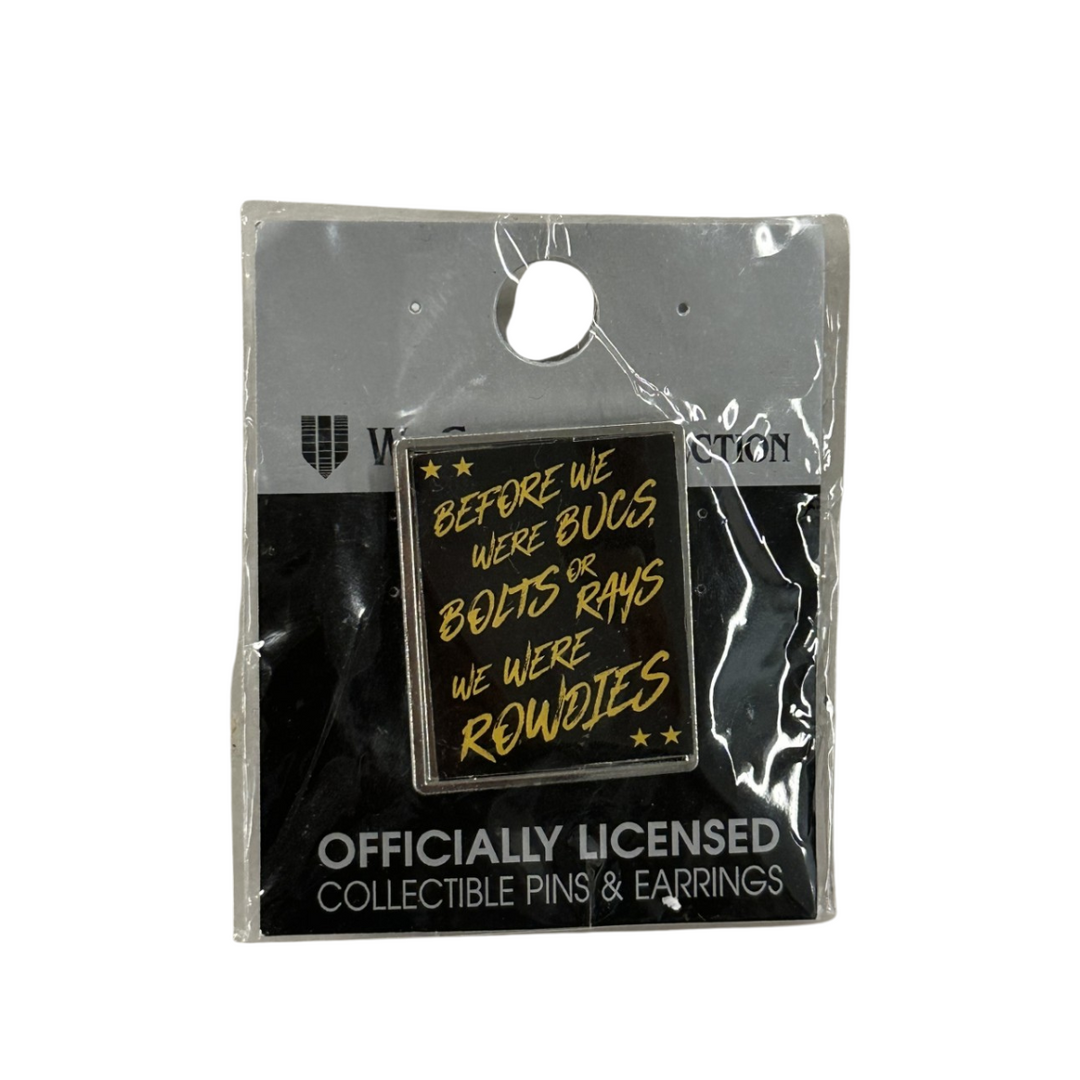 BEFORE WE
WERE BUCS,
BOLTS OR
RAYS
WE WERE
ROWDIES
OFFICIALLY LICENSED
COLLECTIBLE PINS & EARRINGS